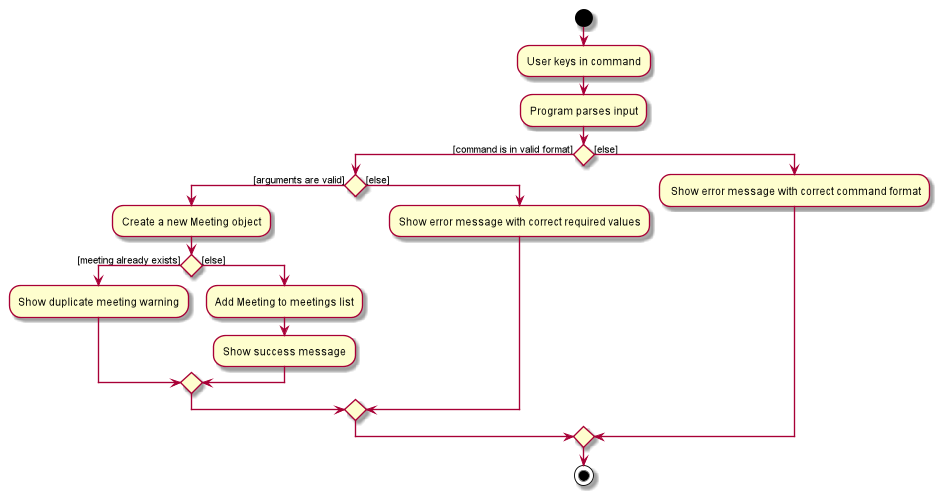 User keys in command
Program parses input
[command is in valid format]
[else]
[arguments are valid]
[else]
Show error message with correct command format
Create a new Meeting object
Show error message with correct required values
[meeting already exists]
[else]
Show duplicate meeting warning
Add Meeting to meetings list
Show success message